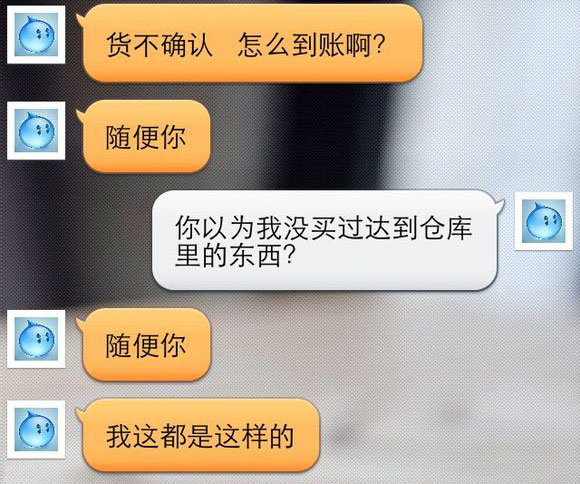 货不确认 怎么到账啊?
随便你
你以为我没买过达到仓库
里的东西?
随便你
我这都是这样的